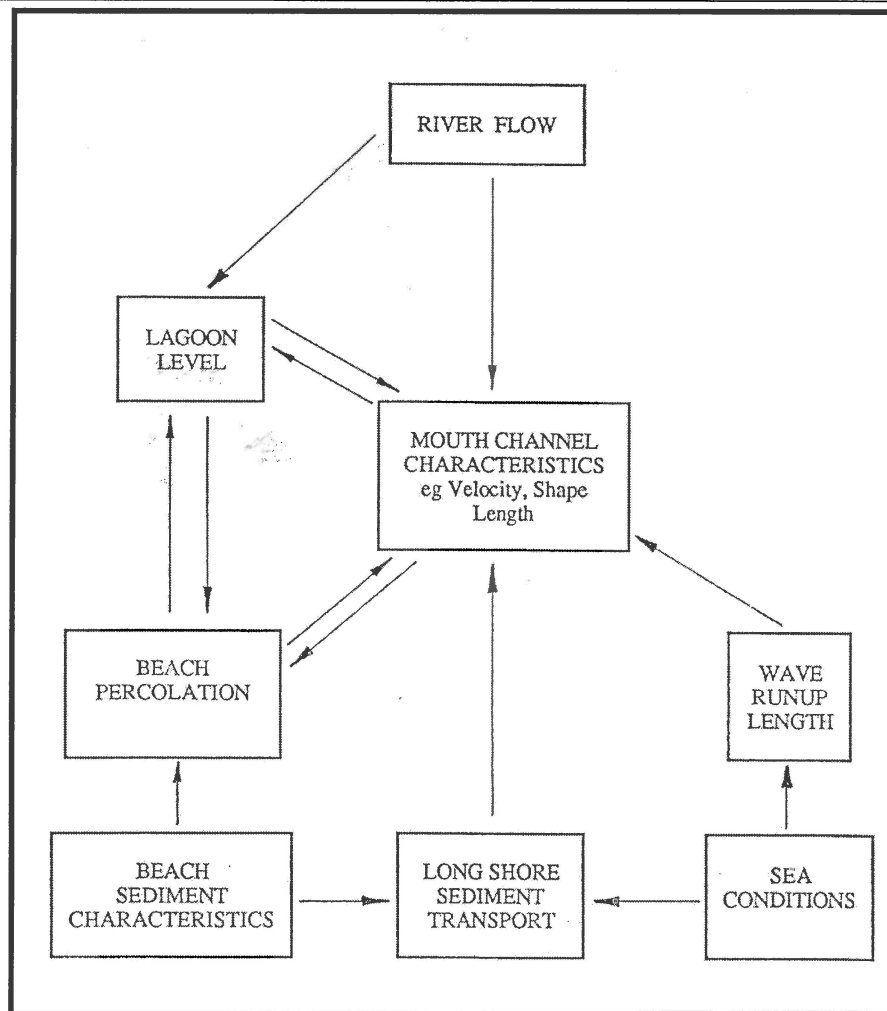 RIVER FLOW
LAGOON
LEVEL
MOUTH CHANNEL
CHARACTERISTICS
eg Velocity, Shape
Length
BEACH
PERCOLATION
WAVE
RUNUP
LENGTH
BEACH
SEDIMENT
CHARACTERISTICS
LONG SHORE
SEDIMENT
TRANSPORT
SEA
CONDITIONS